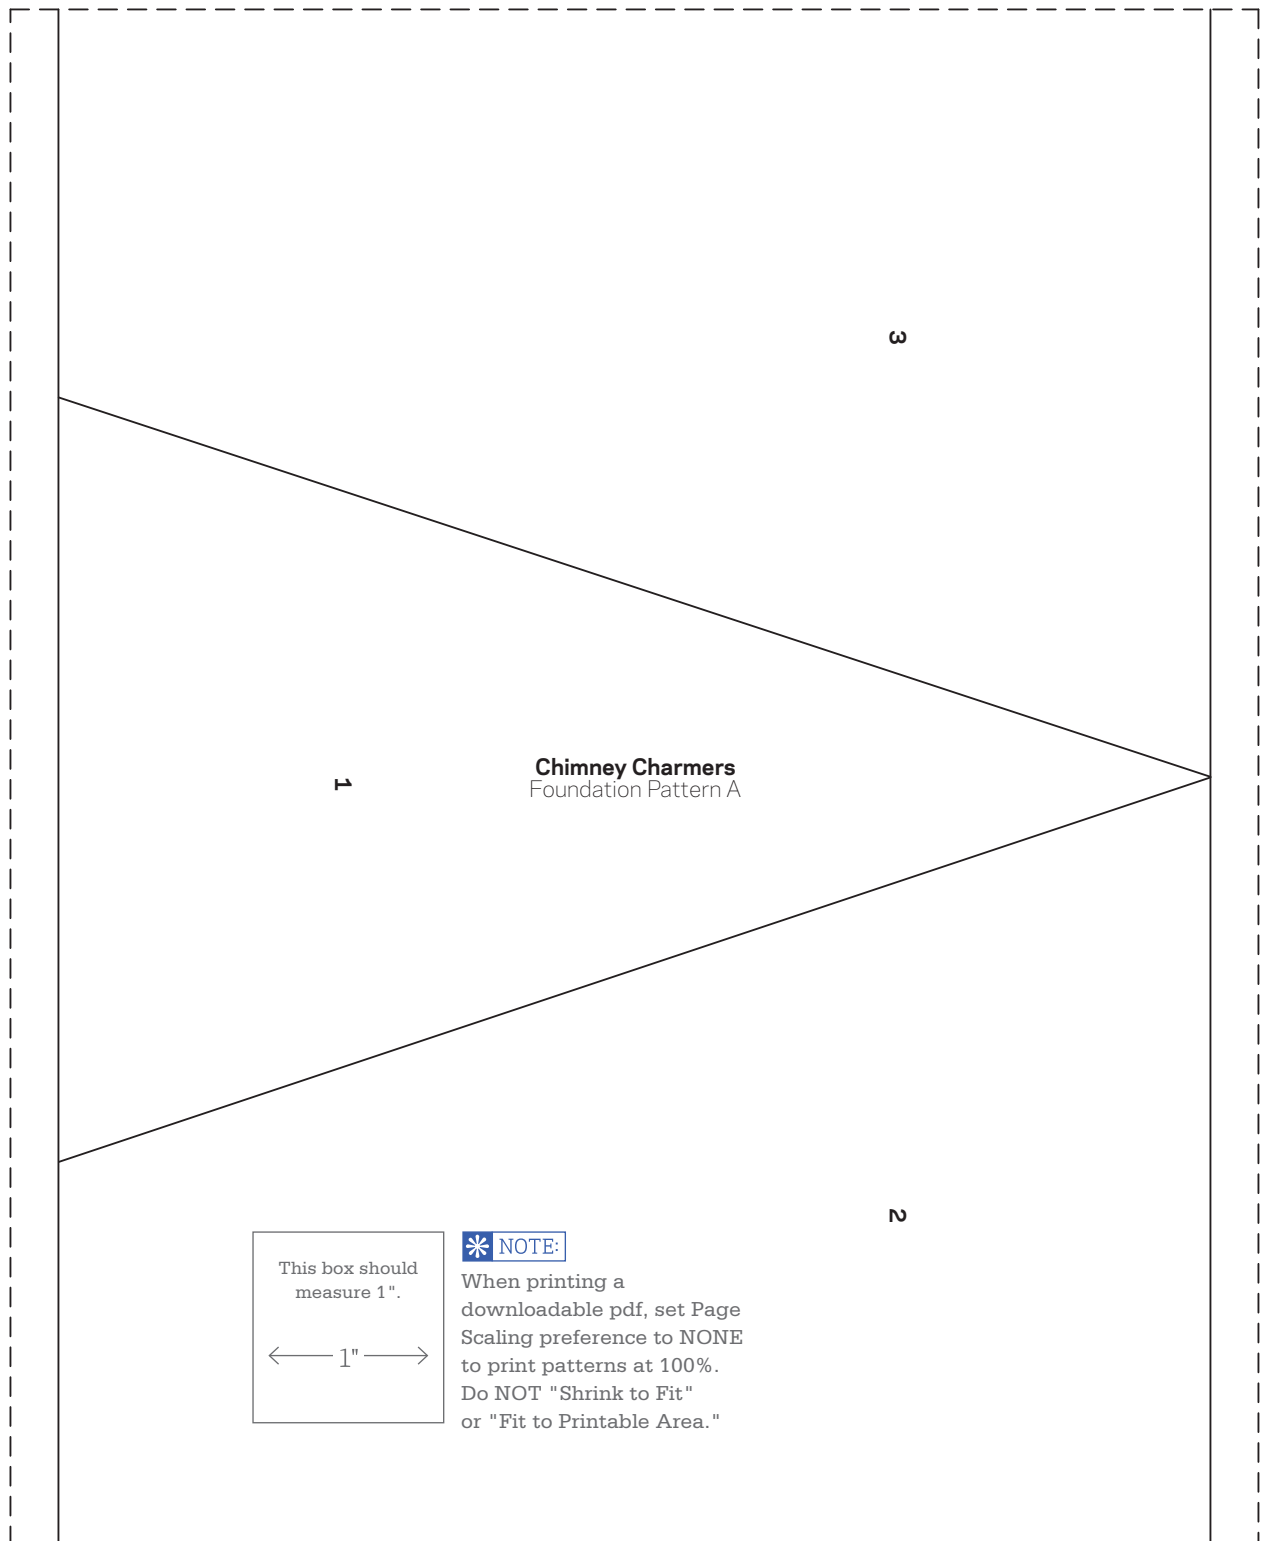 3
1
Chimney Charmers
Foundation Pattern A
2
This box should
measure 1".
1"
NOTE:
When printing a
downloadable pdf, set Page
Scaling preference to NONE
to print patterns at 100%.
Do NOT "Shrink to Fit"
or "Fit to Printable Area."